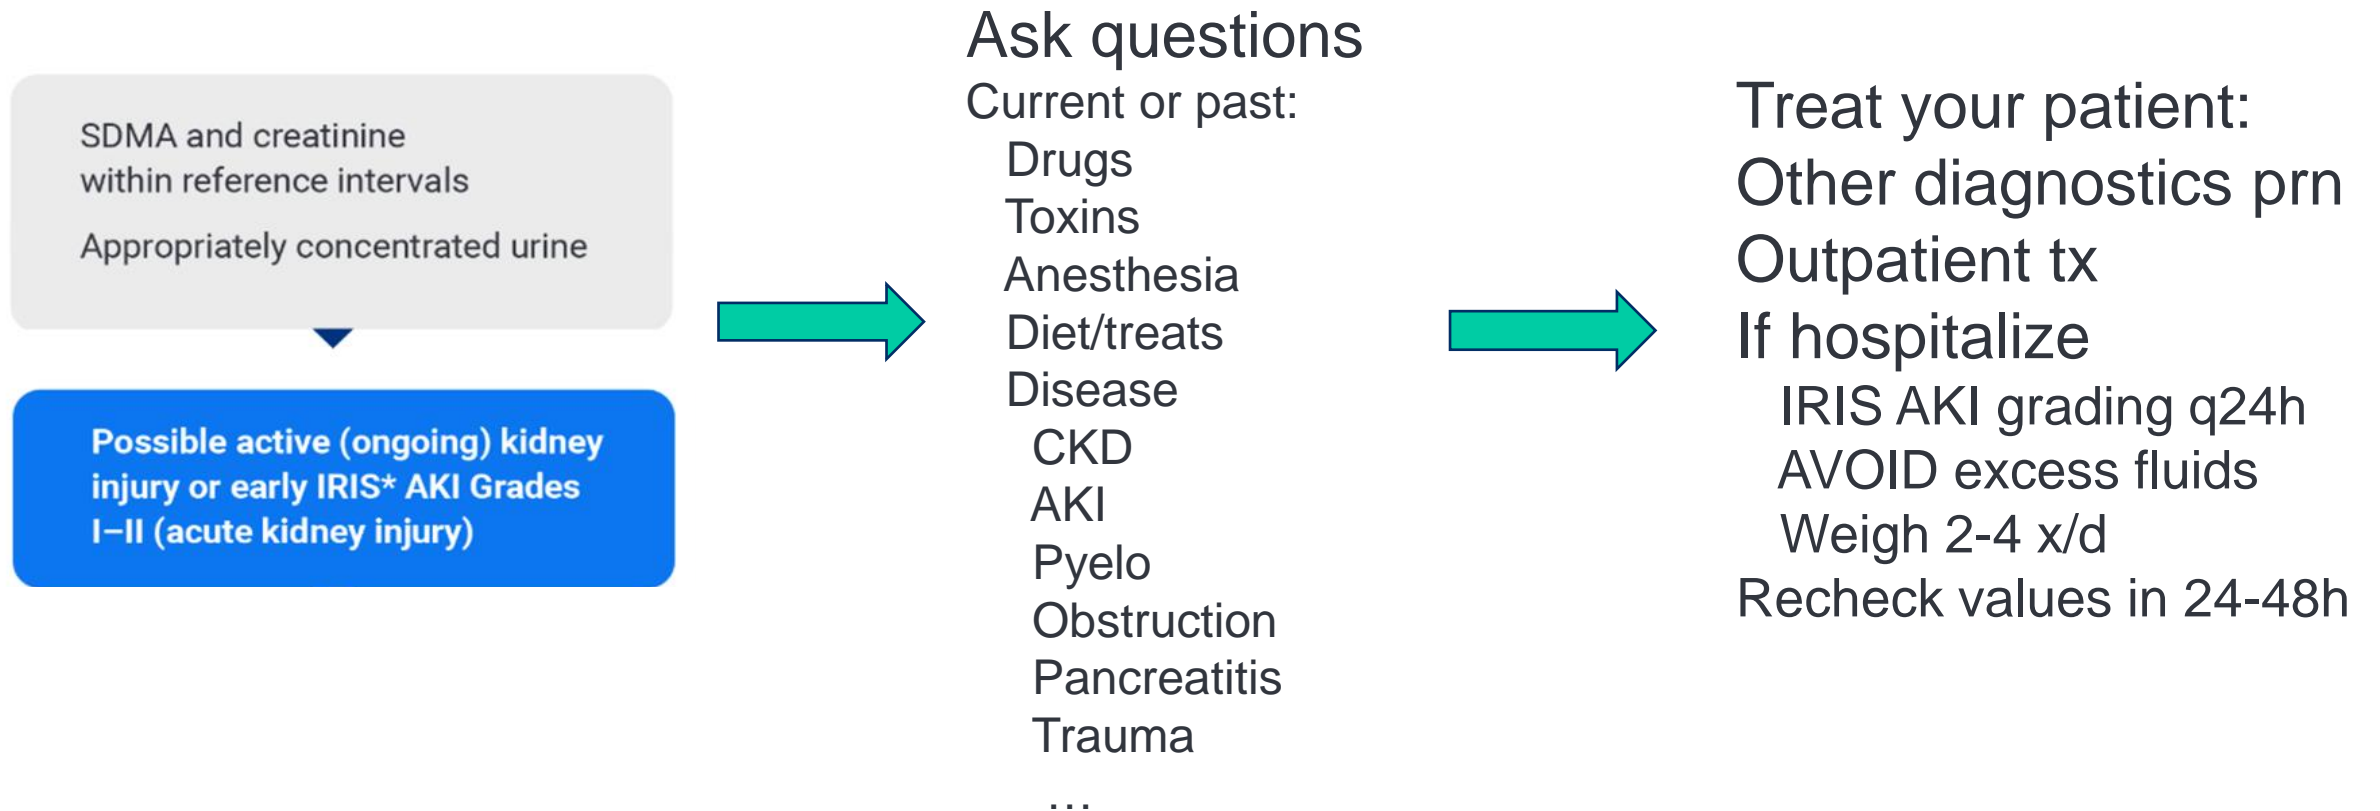 SDMA and creatinine
within reference intervals
Appropriately concentrated urine
Possible active (ongoing) kidney
injury or early IRIS* AKI Grades
I–II (acute kidney injury)
Ask questions
Current or past:
Drugs
Toxins
Anesthesia
Diet/treats
Disease
CKD
AKI
Pyelo
Obstruction
Pancreatitis
Trauma
…
Treat your patient:
Other diagnostics prn
Outpatient tx
If hospitalize
IRIS AKI grading q24h
AVOID excess fluids
Weigh 2-4 x/d
Recheck values in 24-48h